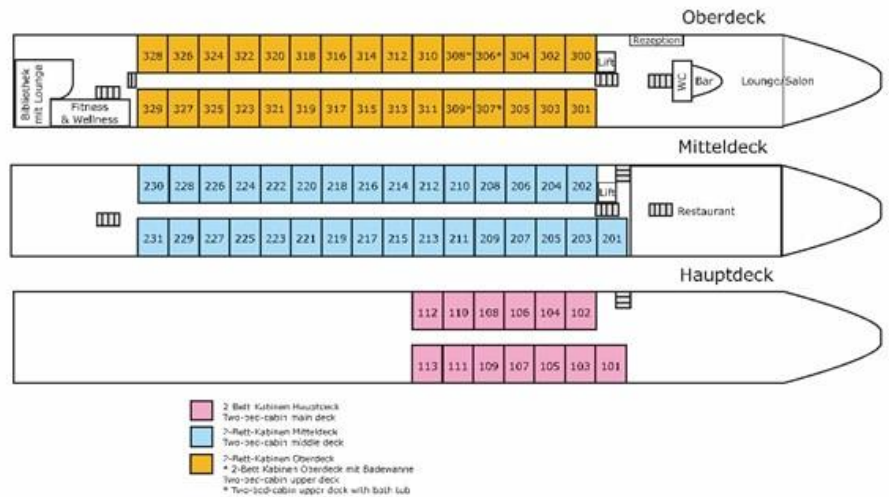 Oberdeck
Rezeption
328 326 324 322 320 318 316 314 312 310 308* 306* 304 302 300
Lift
WC
Bar
Lounge/Salon
Bibliothek
mit Lounge
Fitness
& Wellness
329 327 325 323 321 319 317 315 313 311 309* 307* 305 303 301
Mitteldeck
230 228 226 224 222 220 218 216 214 212 210 208 206 204 202
Lift
Restaurant
231 229 227 225 223 221 219 217 215 213 211 209 207 205 203 201
Hauptdeck
112 110 108 106 104 102
113 111 109 107 105 103 101
2 Bett Kabinen Hauptdeck
Two-bed-cabin main deck
2-Bett-Kabinen Mitteldeck
Two-bed-cabin middle deck
2-Bett-Kabinen Oberdeck
* 2-Bett Kabinen Oberdeck mit Badewanne
Two-bed-cabin upper deck
* Two-bed-cabin upper deck with bath tub